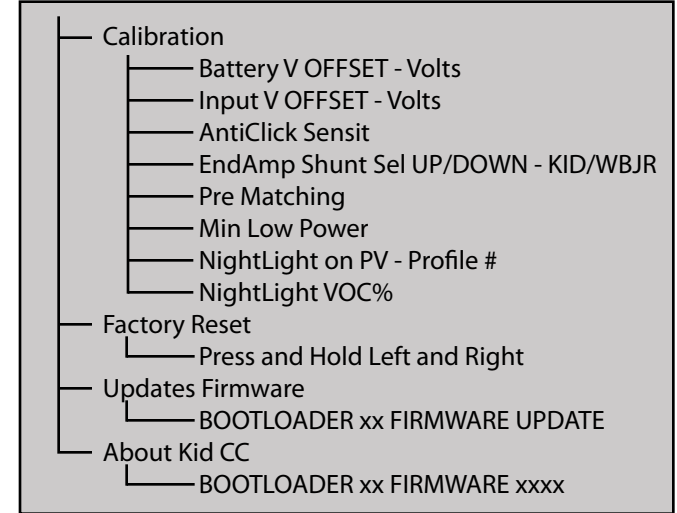 Calibration
Battery V OFFSET - Volts
Input V OFFSET - Volts
AntiClick Sensit
EndAmp Shunt Sel UP/DOWN - KID/WBJR
Pre Matching
Min Low Power
NightLight on PV - Profile #
NightLight VOC%
Factory Reset
Press and Hold Left and Right
Updates Firmware
BOOTLOADER xx FIRMWARE UPDATE
About Kid CC
BOOTLOADER xx FIRMWARE xxxx